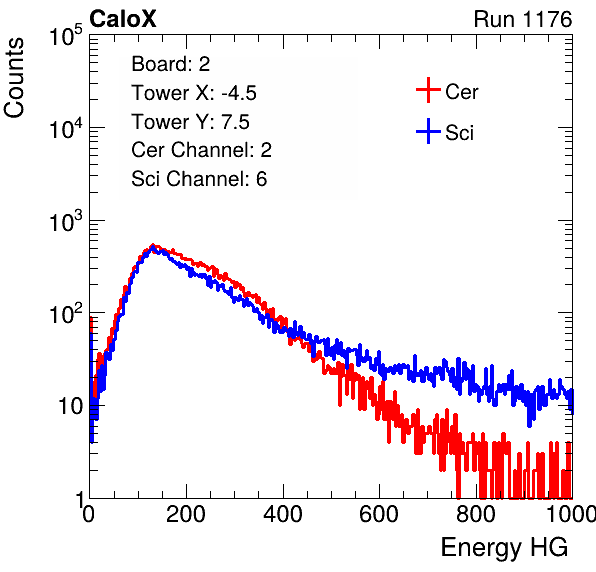 CaloX Run 1176
Counts
10^5
10^4
10^3
10^2
10
1
Board: 2
Tower X: -4.5
Tower Y: 7.5
Cer Channel: 2
Sci Channel: 6
Cer
Sci
0 200 400 600 800 1000
Energy HG